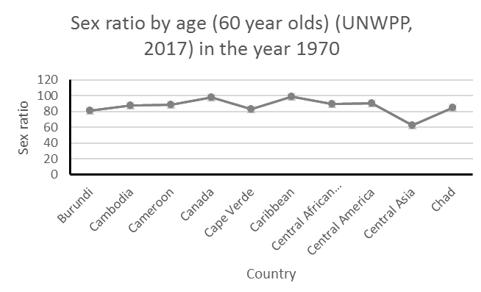 Sex ratio by age (60 year olds) (UNWPP,
2017) in the year 1970
120
100
80
60
40
20
0
Sex ratio
Burundi
Cambodia
Cameroon
Canada
Cape Verde
Caribbean
Central African...
Central America
Central Asia
Chad
Country